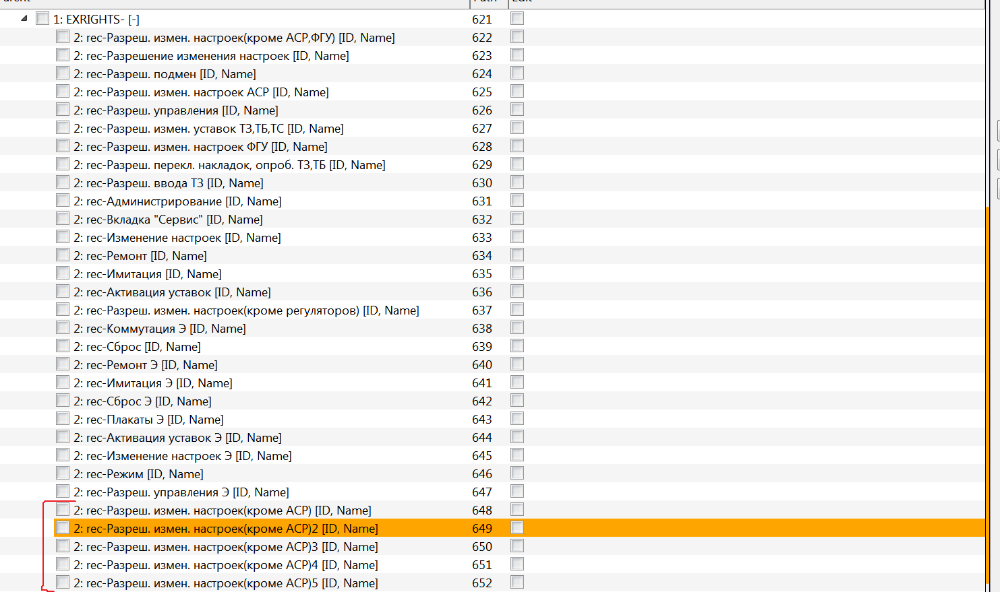 1: EXRIGHTS- [-] 621
2: rec-Разреш. измен. настроек(кроме АСР,ФГУ) [ID, Name] 622
2: rec-Разрешение изменения настроек [ID, Name] 623
2: rec-Разреш. подмен [ID, Name] 624
2: rec-Разреш. измен. настроек АСР [ID, Name] 625
2: rec-Разреш. управления [ID, Name] 626
2: rec-Разреш. измен. уставок ТЗ,ТБ,ТС [ID, Name] 627
2: rec-Разреш. измен. настроек ФГУ [ID, Name] 628
2: rec-Разреш. перекл. накладок, опроб. ТЗ,ТБ [ID, Name] 629
2: rec-Разреш. ввода ТЗ [ID, Name] 630
2: rec-Администрирование [ID, Name] 631
2: rec-Вкладка "Сервис" [ID, Name] 632
2: rec-Изменение настроек [ID, Name] 633
2: rec-Ремонт [ID, Name] 634
2: rec-Имитация [ID, Name] 635
2: rec-Активация уставок [ID, Name] 636
2: rec-Разреш. измен. настроек(кроме регуляторов) [ID, Name] 637
2: rec-Коммутация Э [ID, Name] 638
2: rec-Сброс [ID, Name] 639
2: rec-Ремонт Э [ID, Name] 640
2: rec-Имитация Э [ID, Name] 641
2: rec-Сброс Э [ID, Name] 642
2: rec-Плакаты Э [ID, Name] 643
2: rec-Активация уставок Э [ID, Name] 644
2: rec-Изменение настроек Э [ID, Name] 645
2: rec-Режим [ID, Name] 646
2: rec-Разреш. управления Э [ID, Name] 647
2: rec-Разреш. измен. настроек(кроме АСР) [ID, Name] 648
2: rec-Разреш. измен. настроек(кроме АСР)2 [ID, Name] 649
2: rec-Разреш. измен. настроек(кроме АСР)3 [ID, Name] 650
2: rec-Разреш. измен. настроек(кроме АСР)4 [ID, Name] 651
2: rec-Разреш. измен. настроек(кроме АСР)5 [ID, Name] 652